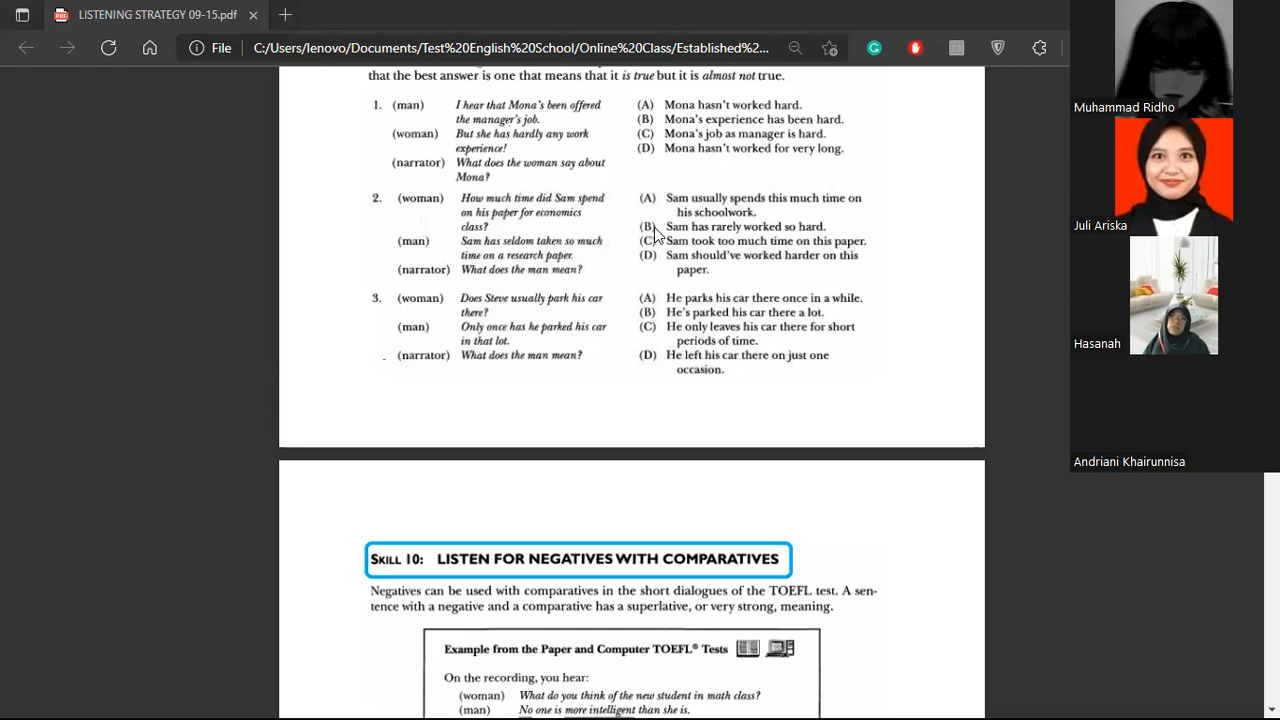 LISTENING STRATEGY 09-15.pdf
File C:/Users/lenovo/Documents/Test%20English%20School/Online%20Class/Established%2...
that the best answer is one that means that it is true but it is almost not true.
1. (man) I hear that Mona's been offered
the manager's job.
(woman) But she has hardly any work
experience!
(narrator) What does the woman say about
Mona?
(A) Mona hasn't worked hard.
(B) Mona's experience has been hard.
(C) Mona's job as manager is hard.
(D) Mona hasn't worked for very long.
2. (woman) How much time did Sam spend
on his paper for economics
class?
(man) Sam has seldom taken so much
time on a research paper.
(narrator) What does the man mean?
(A) Sam usually spends this much time on
his schoolwork.
(B) Sam has rarely worked so hard.
(C) Sam took too much time on this paper.
(D) Sam should've worked harder on this
paper.
3. (woman) Does Steve usually park his car
there?
(man) Only once has he parked his car
in that lot.
(narrator) What does the man mean?
(A) He parks his car there once in a while.
(B) He's parked his car there a lot.
(C) He only leaves his car there for short
periods of time.
(D) He left his car there on just one
occasion.
SKILL 10: LISTEN FOR NEGATIVES WITH COMPARATIVES
Negatives can be used with comparatives in the short dialogues of the TOEFL test. A sen-
tence with a negative and a comparative has a superlative, or very strong, meaning.
Example from the Paper and Computer TOEFL® Tests
On the recording, you hear:
(woman) What do you think of the new student in math class?
(man) No one is more intelligent than she is.
Muhammad Ridho
Juli Ariska
Hasanah
Andriani Khairunnisa